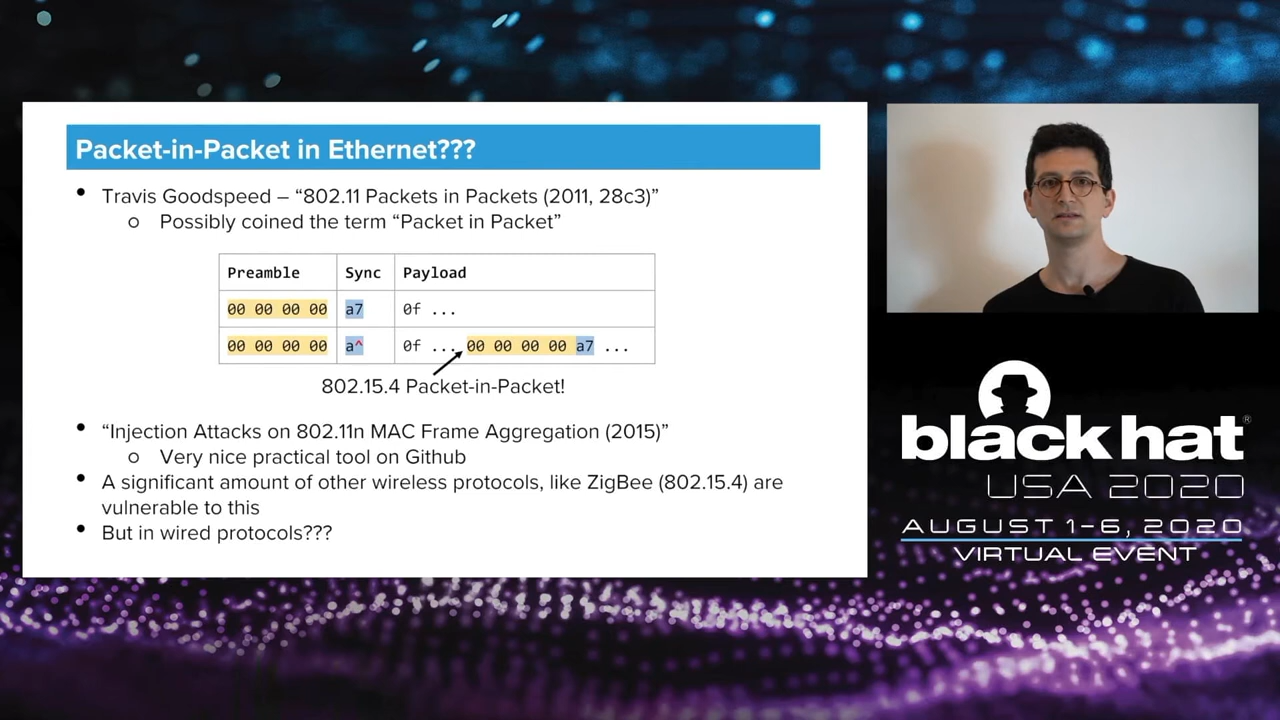 Packet-in-Packet in Ethernet???
• Travis Goodspeed – “802.11 Packets in Packets (2011, 28c3)”
o Possibly coined the term “Packet in Packet”
Preamble Sync Payload
00 00 00 00 a7 0f ...
00 00 00 00 a^ 0f ... 00 00 00 00 a7 ...
802.15.4 Packet-in-Packet!
• “Injection Attacks on 802.11n MAC Frame Aggregation (2015)”
o Very nice practical tool on Github
• A significant amount of other wireless protocols, like ZigBee (802.15.4) are
vulnerable to this
• But in wired protocols???
black hat®
USA 2020
AUGUST 1-6, 2020
VIRTUAL EVENT